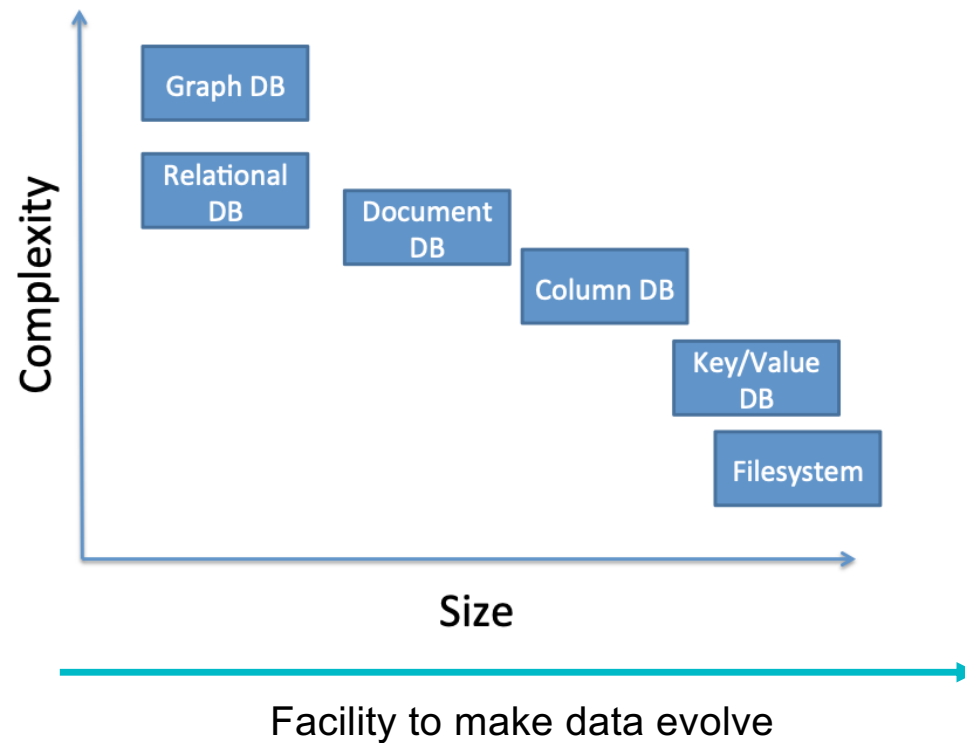 Complexity
Graph DB
Relational
DB
Document
DB
Column DB
Key/Value
DB
Filesystem
Size
Facility to make data evolve